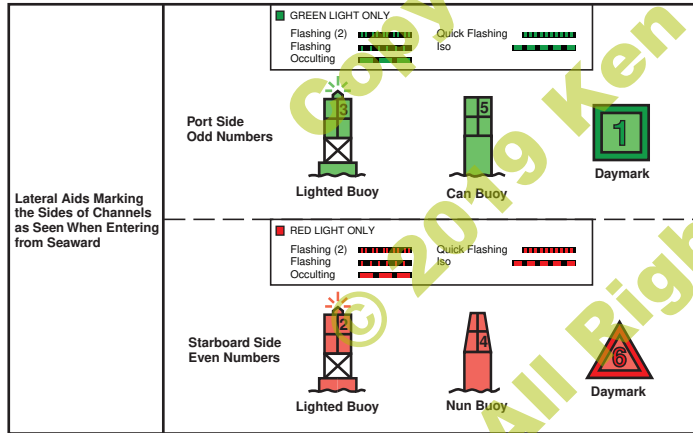 GREEN LIGHT ONLY
Flashing (2) Quick Flashing
Flashing Iso
Occulting
Port Side
Odd Numbers
3
5
1
Lighted Buoy
Can Buoy
Daymark
Lateral Aids Marking
the Sides of Channels
as Seen When Entering
from Seaward
RED LIGHT ONLY
Flashing (2) Quick Flashing
Flashing Iso
Occulting
Starboard Side
Even Numbers
2
4
6
Lighted Buoy
Nun Buoy
Daymark
Copy
© 2019 Ken
All Righ